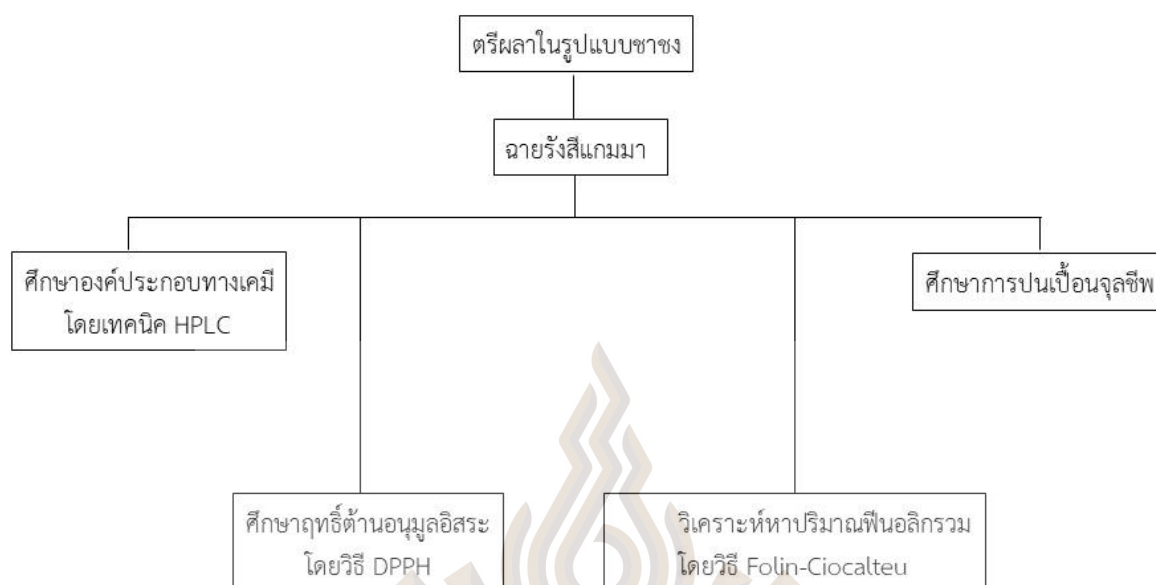 ตรีผลาในรูปแบบชาชง
ฉายรังสีแกมมา
ศึกษาองค์ประกอบทางเคมี
โดยเทคนิค HPLC
ศึกษาการปนเปื้อนจุลชีพ
ศึกษาฤทธิ์ต้านอนุมูลอิสระ
โดยวิธี DPPH
วิเคราะห์หาปริมาณฟีนอลิกรวม
โดยวิธี Folin-Ciocalteu